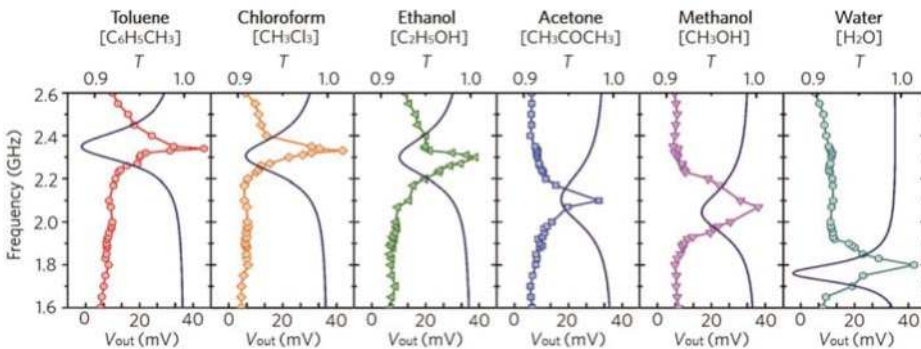 Toluene Chloroform Ethanol Acetone Methanol Water
[C₆H₅CH₃] [CH₃Cl₃] [C₂H₅OH] [CH₃COCH₃] [CH₃OH] [H₂O]
T T T T T T
0.9 1.0 0.9 1.0 0.9 1.0 0.9 1.0 0.9 1.0 0.9 1.0
Frequency (GHz)
2.6
2.4
2.2
2.0
1.8
1.6
0 20 40 0 20 40 0 20 40 0 20 40 0 20 40 0 20 40
Vout (mV) Vout (mV) Vout (mV) Vout (mV) Vout (mV) Vout (mV)